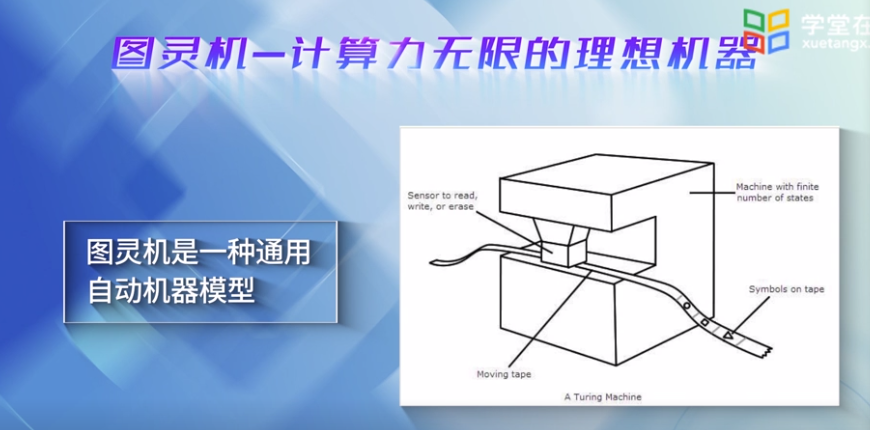 图灵机—计算力无限的理想机器
学堂在
xuetangx.
图灵机是一种通用
自动机器模型
Sensor to read,
write, or erase
Machine with finite
number of states
Symbols on tape
Moving tape
A Turing Machine